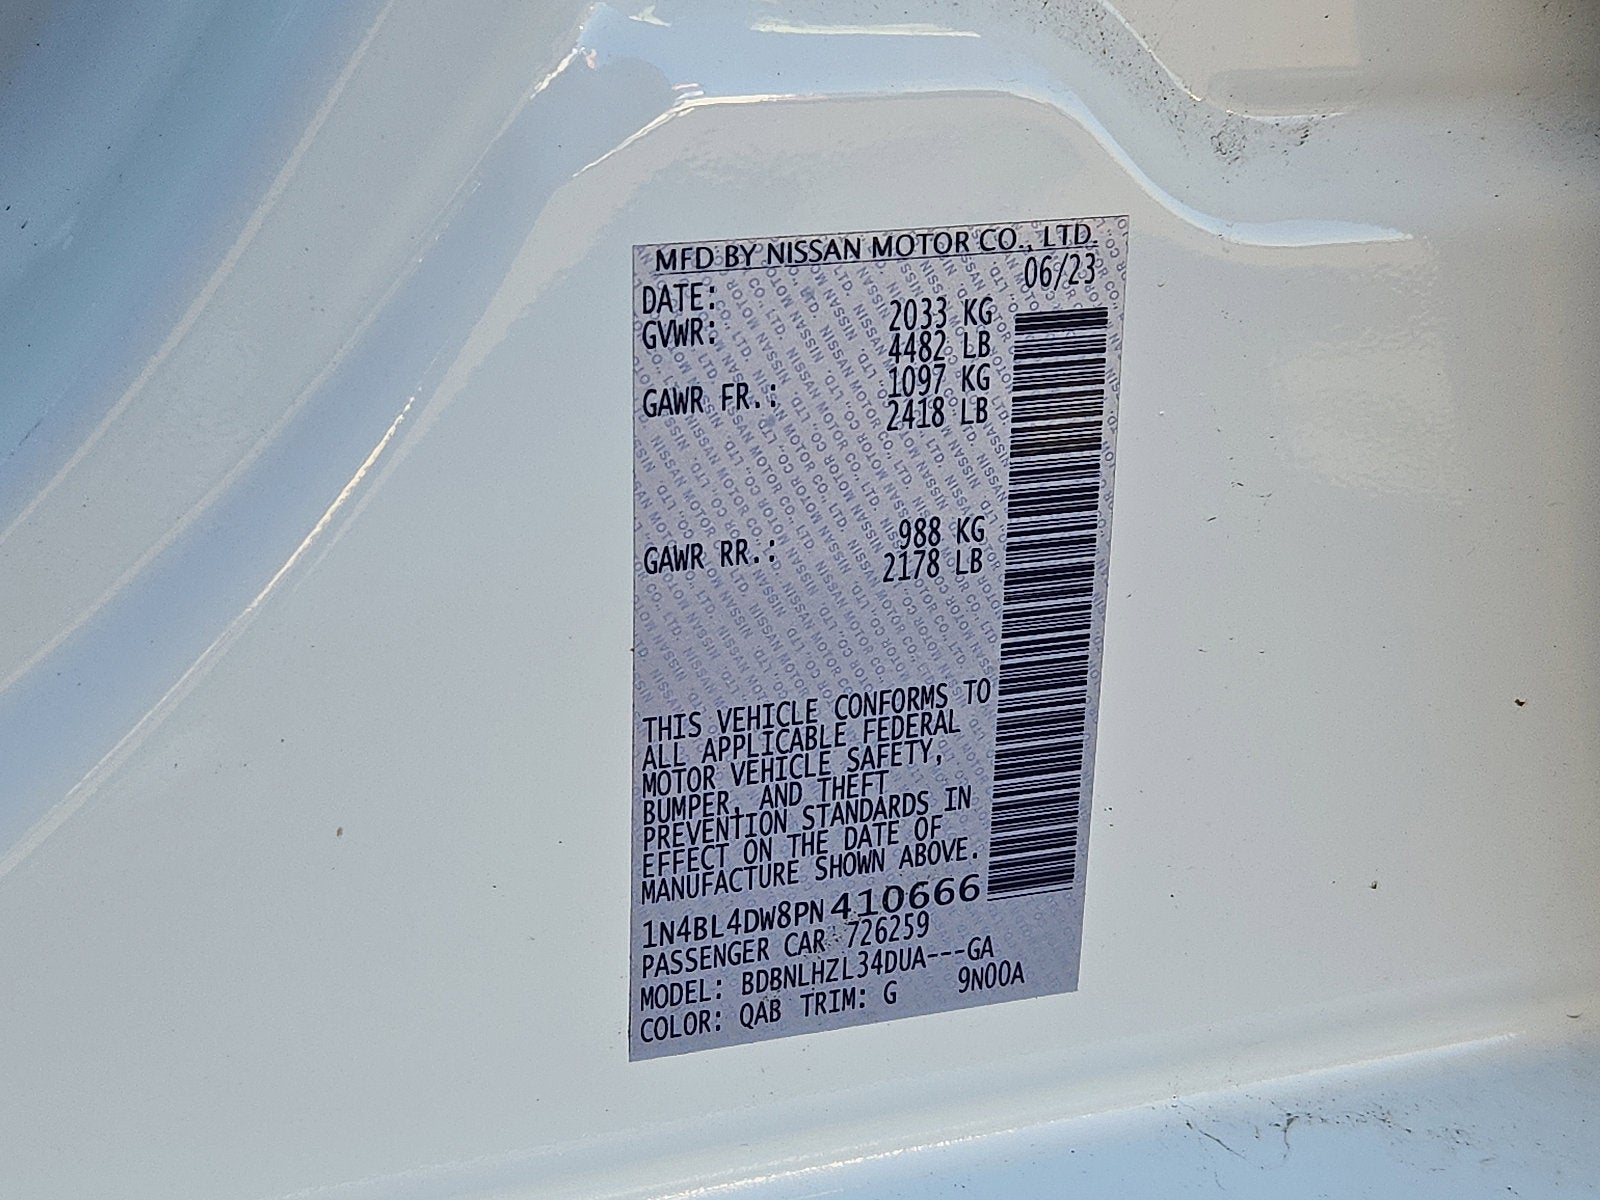 MFD BY NISSAN MOTOR CO., LTD.
DATE: 06/23
GVWR: 2033 KG
4482 LB
GAWR FR.: 1097 KG
2418 LB
GAWR RR.: 988 KG
2178 LB
THIS VEHICLE CONFORMS TO
ALL APPLICABLE FEDERAL
MOTOR VEHICLE SAFETY,
BUMPER, AND THEFT
PREVENTION STANDARDS IN
EFFECT ON THE DATE OF
MANUFACTURE SHOWN ABOVE.
1N4BL4DW8PN410666
PASSENGER CAR 726259
MODEL: BDBNLHZL34DUA---GA
COLOR: QAB TRIM: G 9N00A